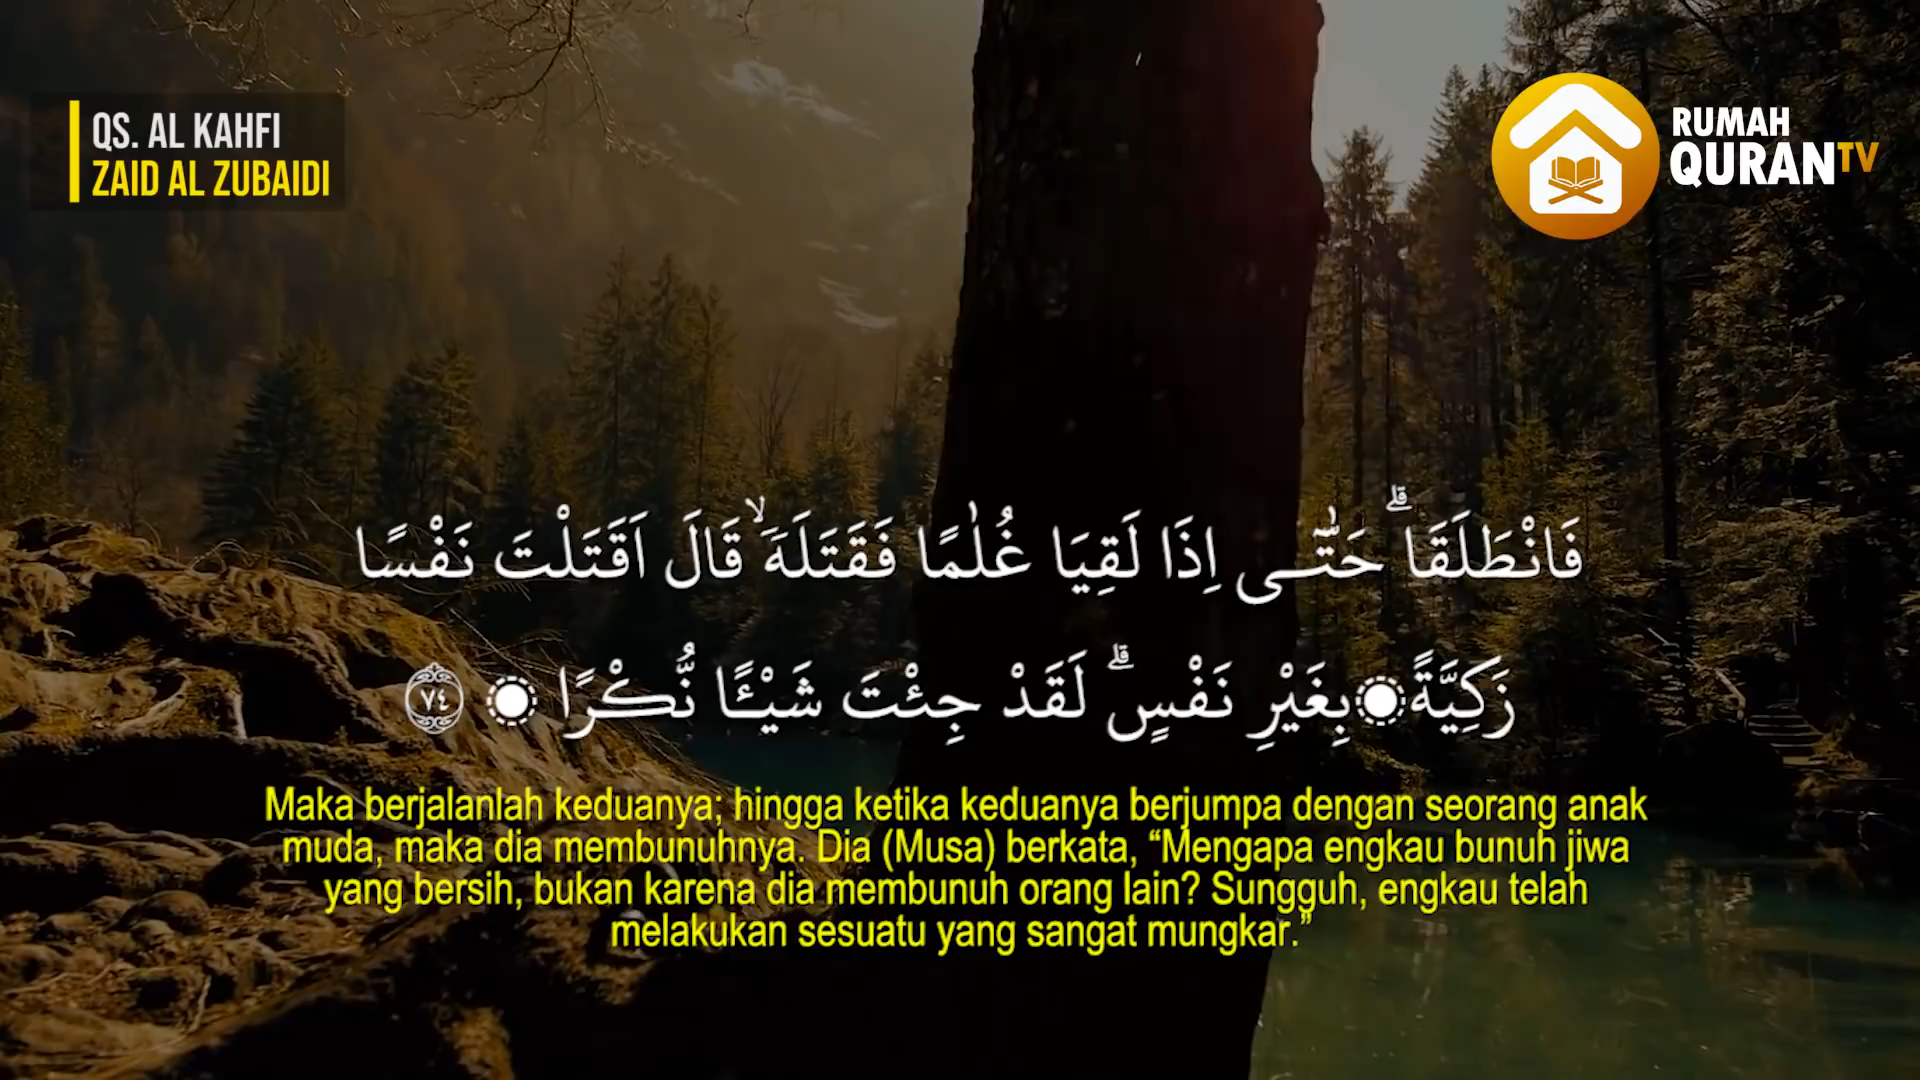 QS. AL KAHFI
ZAID AL ZUBAIDI
RUMAH
QURANTV
فَانْطَلَقَا ۗ حَتّٰٓى اِذَا لَقِيَا غُلٰمًا فَقَتَلَهٗ ۙ قَالَ اَقَتَلْتَ نَفْسًا
زَكِيَّةً ۢ بِغَيْرِ نَفْسٍ ۗ لَقَدْ جِئْتَ شَيْـًٔا نُّكْرًا ۞ ٧٤
Maka berjalanlah keduanya; hingga ketika keduanya berjumpa dengan seorang anak
muda, maka dia membunuhnya. Dia (Musa) berkata, “Mengapa engkau bunuh jiwa
yang bersih, bukan karena dia membunuh orang lain? Sungguh, engkau telah
melakukan sesuatu yang sangat mungkar.”